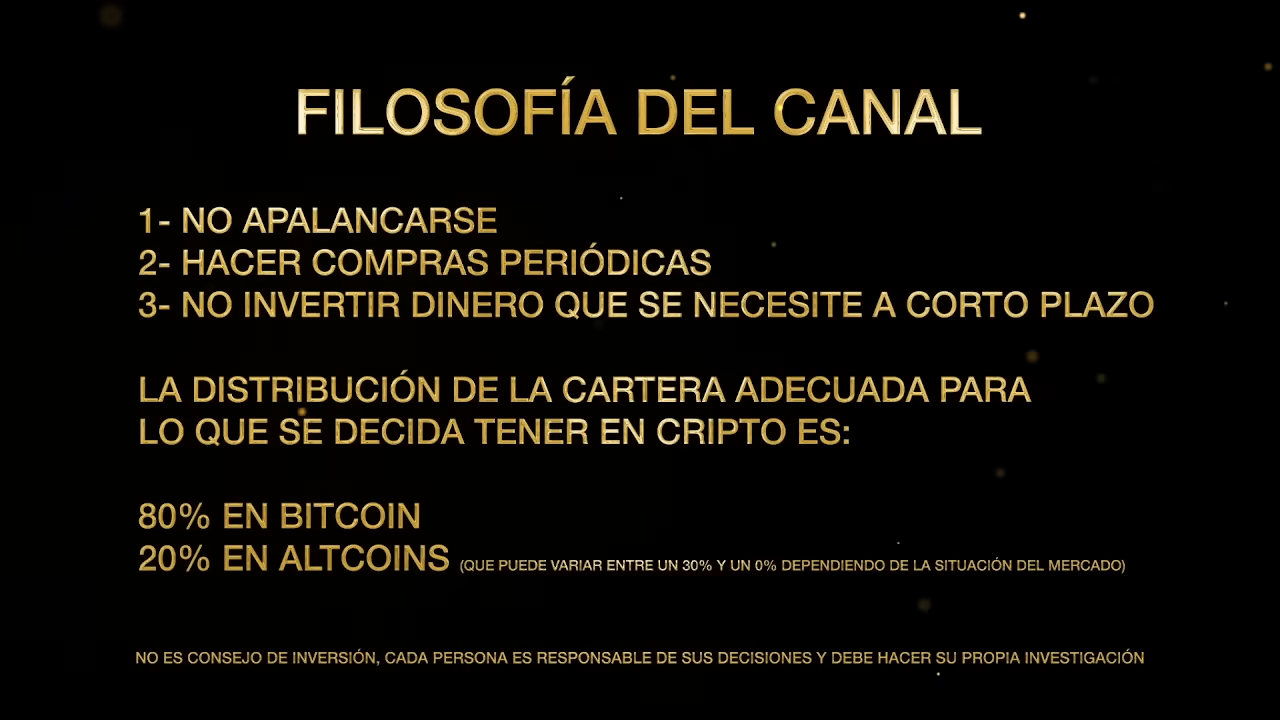 FILOSOFÍA DEL CANAL
1- NO APALANCARSE
2- HACER COMPRAS PERIÓDICAS
3- NO INVERTIR DINERO QUE SE NECESITE A CORTO PLAZO
LA DISTRIBUCIÓN DE LA CARTERA ADECUADA PARA
LO QUE SE DECIDA TENER EN CRIPTO ES:
80% EN BITCOIN
20% EN ALTCOINS (QUE PUEDE VARIAR ENTRE UN 30% Y UN 0% DEPENDIENDO DE LA SITUACIÓN DEL MERCADO)
NO ES CONSEJO DE INVERSIÓN, CADA PERSONA ES RESPONSABLE DE SUS DECISIONES Y DEBE HACER SU PROPIA INVESTIGACIÓN